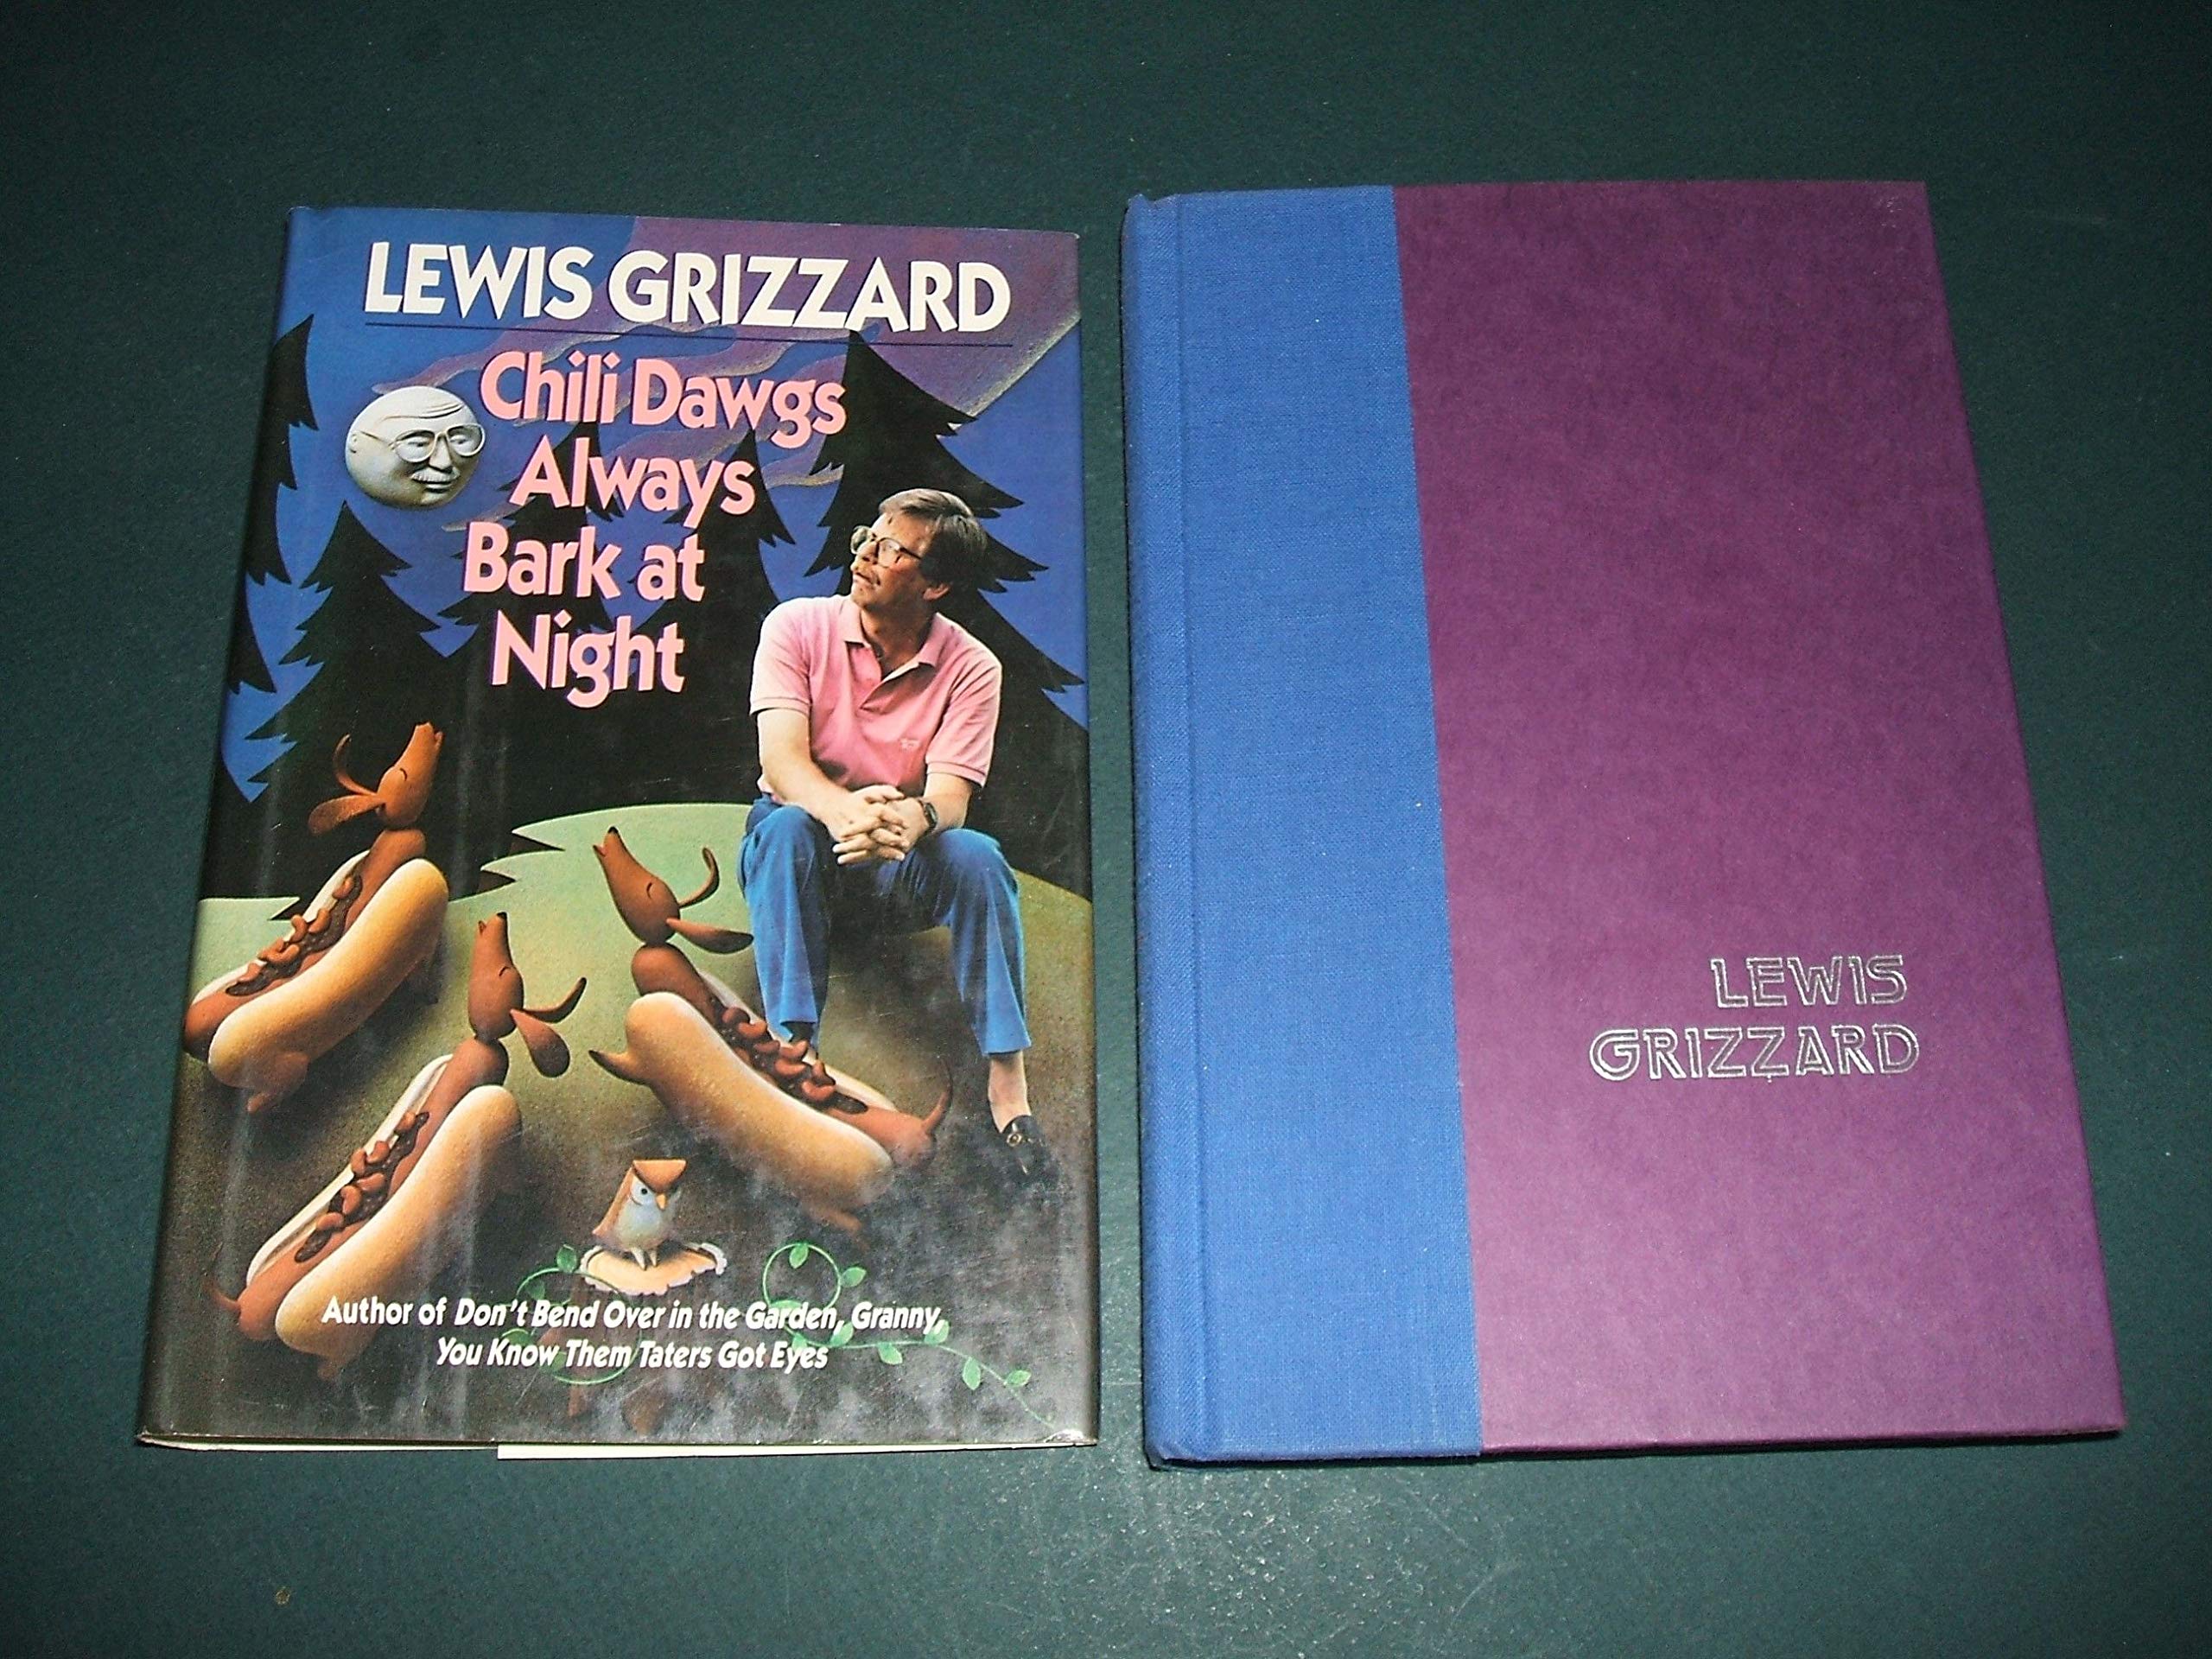 LEWIS GRIZZARD
Chili Dawgs
Always
Bark at
Night
Author of Don't Bend Over in the Garden, Granny,
You Know Them Taters Got Eyes
LEWIS
GRIZZARD